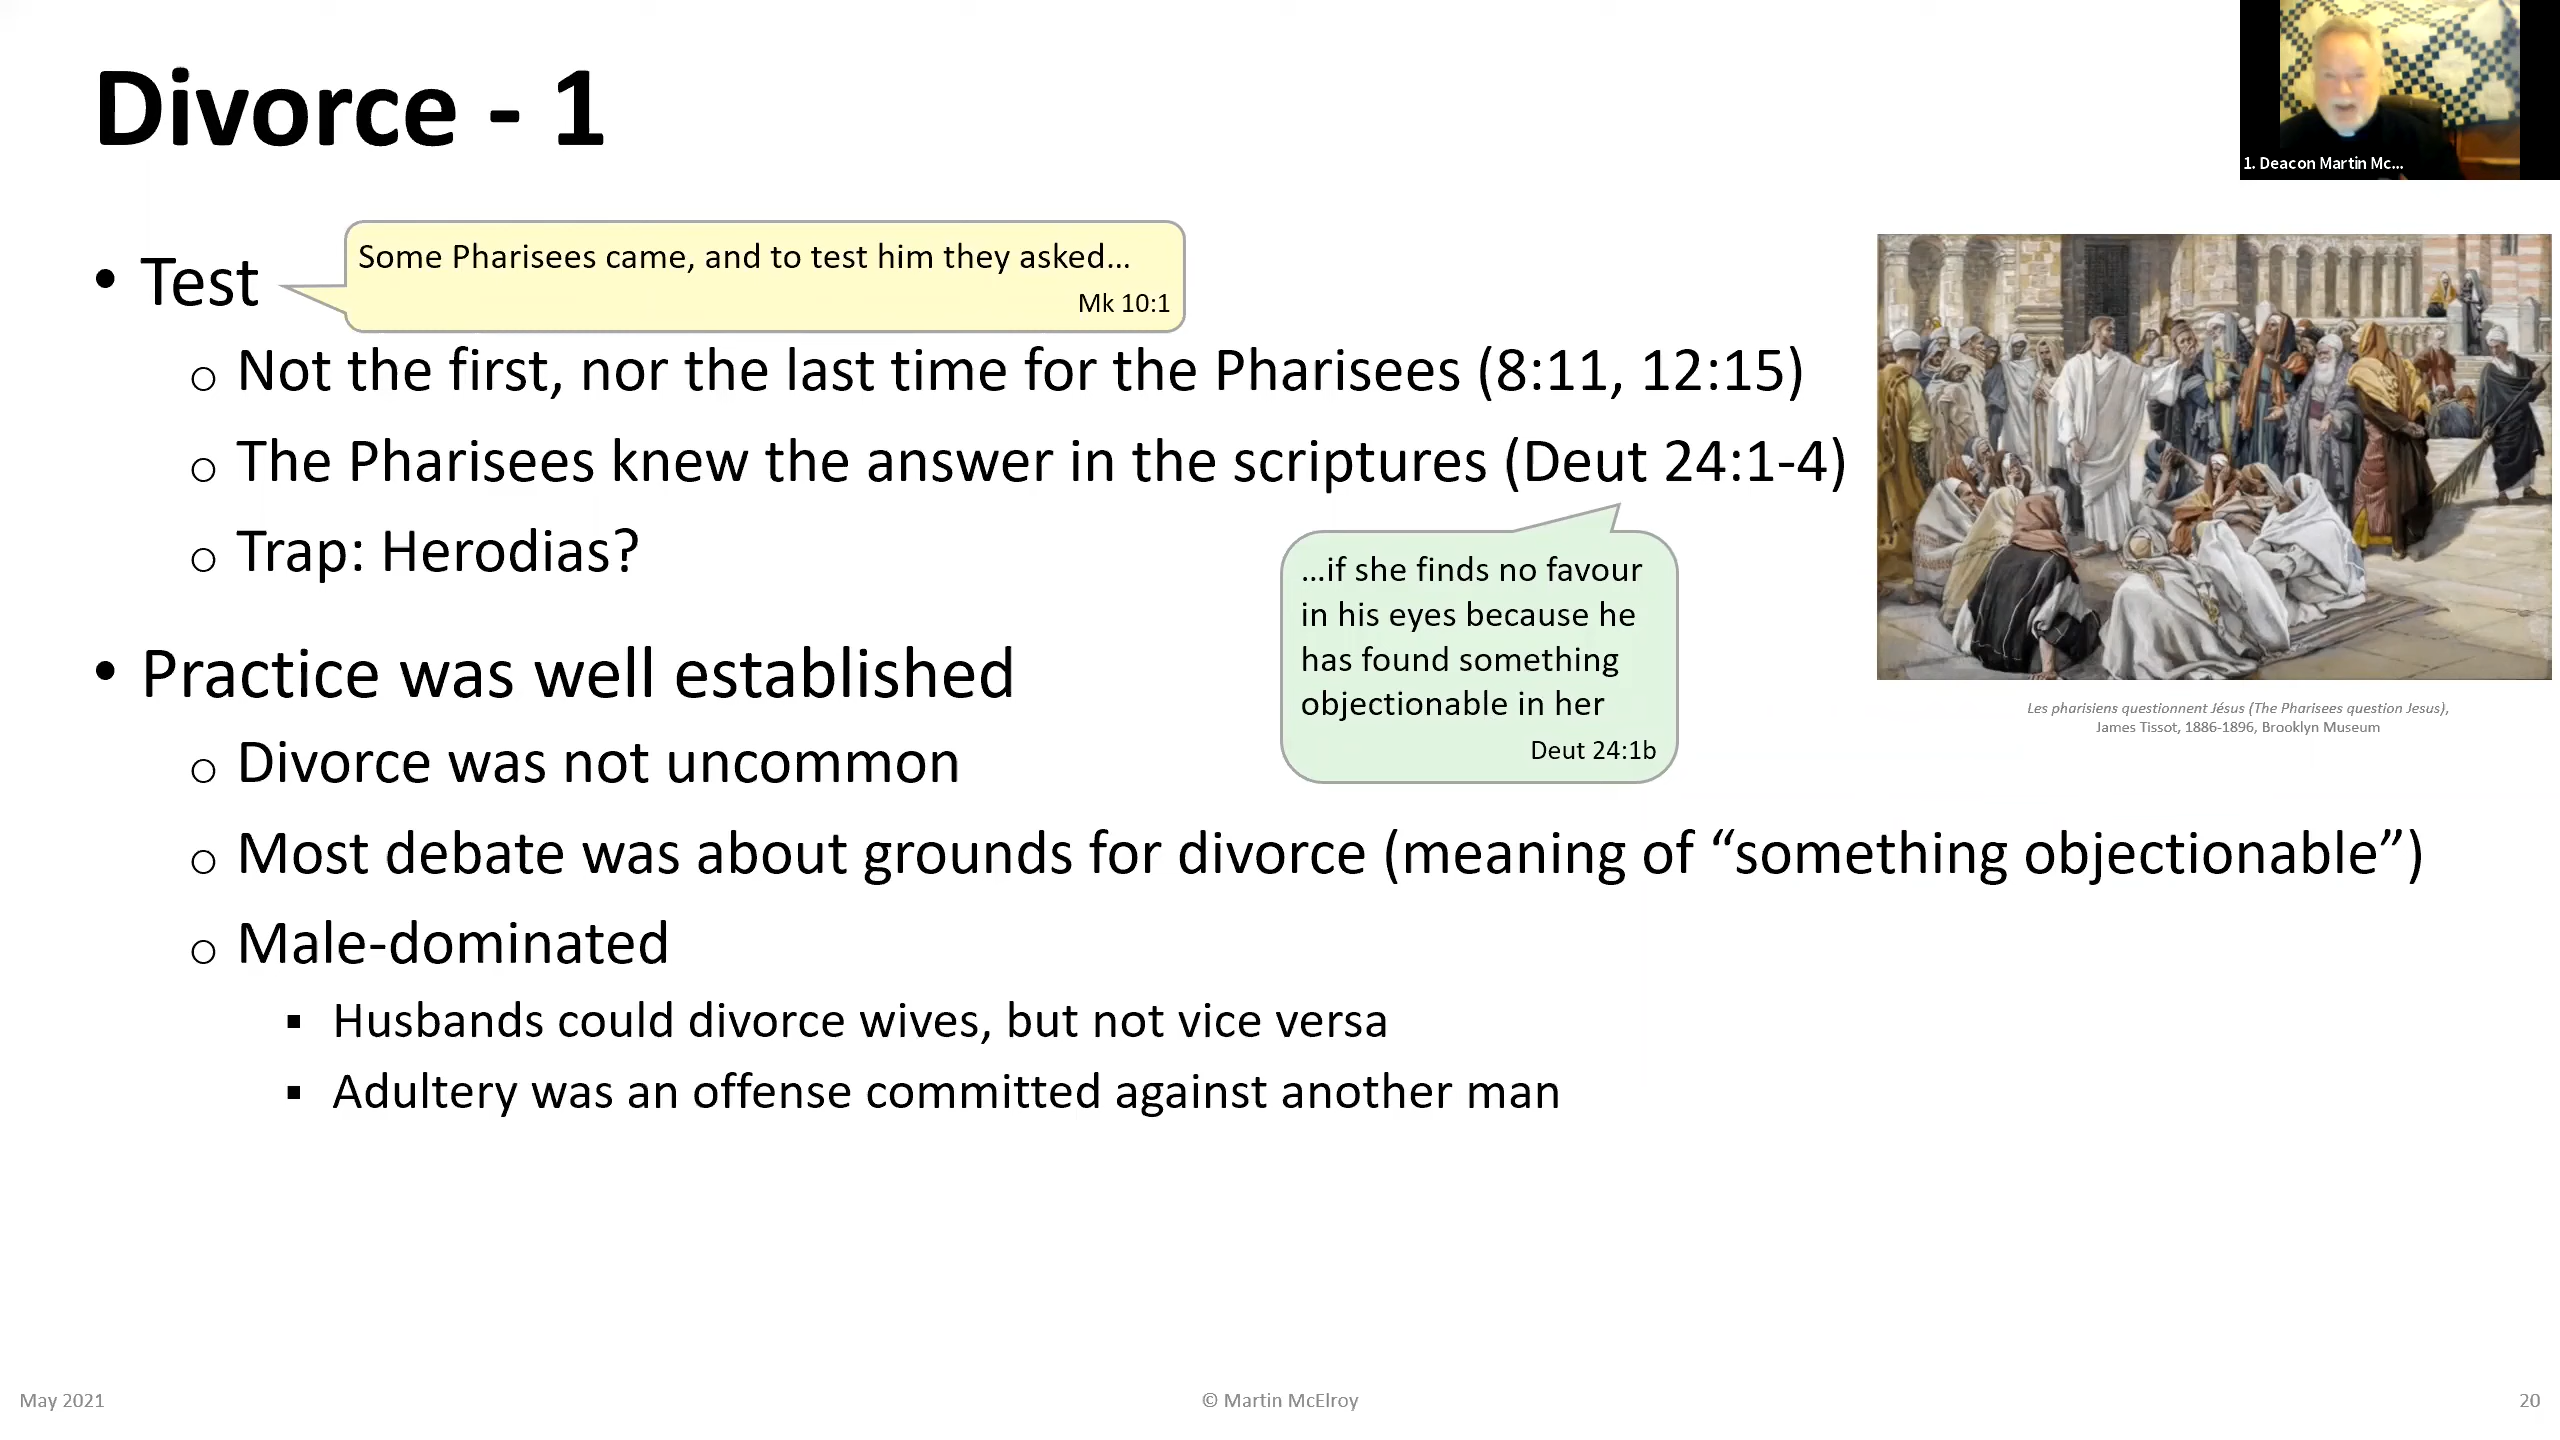 Divorce - 1
1. Deacon Martin Mc...
• Test
Some Pharisees came, and to test him they asked...
Mk 10:1
o Not the first, nor the last time for the Pharisees (8:11, 12:15)
o The Pharisees knew the answer in the scriptures (Deut 24:1-4)
o Trap: Herodias?
...if she finds no favour
in his eyes because he
has found something
objectionable in her
Deut 24:1b
Les pharisiens questionnent Jésus (The Pharisees question Jesus),
James Tissot, 1886-1896, Brooklyn Museum
• Practice was well established
o Divorce was not uncommon
o Most debate was about grounds for divorce (meaning of “something objectionable”)
o Male-dominated
▪ Husbands could divorce wives, but not vice versa
▪ Adultery was an offense committed against another man
May 2021
© Martin McElroy
20